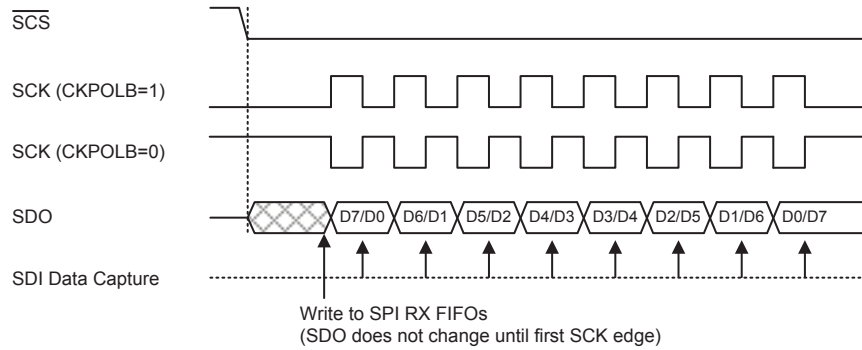 SCS
SCK (CKPOLB=1)
SCK (CKPOLB=0)
SDO
D7/D0 D6/D1 D5/D2 D4/D3 D3/D4 D2/D5 D1/D6 D0/D7
SDI Data Capture
Write to SPI RX FIFOs
(SDO does not change until first SCK edge)